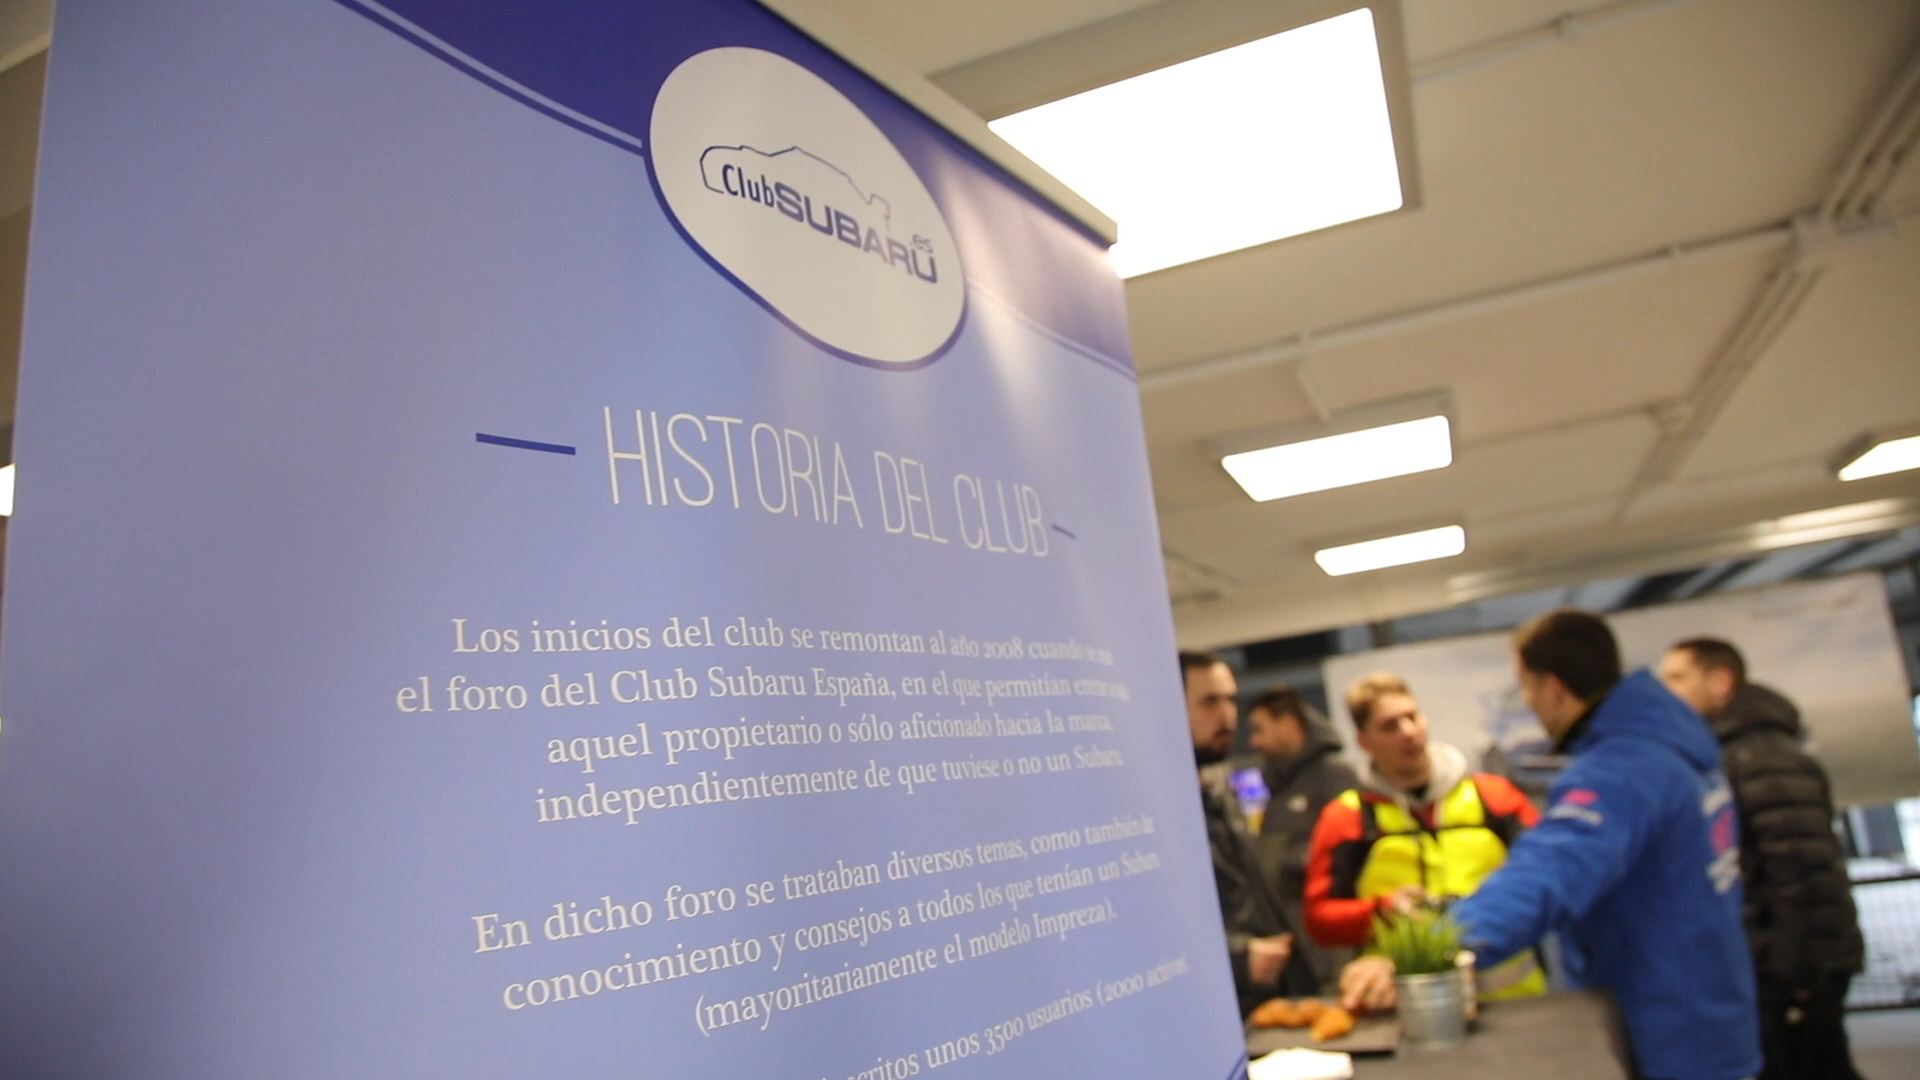 ClubSUBARU.es
HISTORIA DEL CLUB
Los inicios del club se remontan al año 2008 cuando
el foro del Club Subaru España, en el que permitían
aquel propietario o sólo aficionado hacia la marca,
independientemente de que tuviese o no un Subaru.
En dicho foro se trataban diversos temas, como también de
conocimiento y consejos a todos los que tenían un Subaru
(mayoritariamente el modelo Impreza).
unos 3500 usuarios (2000 activos